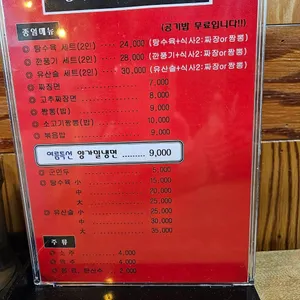 (공기밥 무료입니다!!)
종일메뉴
탕수육 세트(2인) 24,000 (탕수육+식사2: 짜장or짬뽕)
깐풍기 세트(2인) 28,000 (깐풍기+식사2: 짜장or짬뽕)
유산슬 세트(2인) 30,000 (유산슬+식사2: 짜장or짬뽕)
짜장면 7,000
고추짜장면 8,000
짬뽕(밥) 9,000
소고기짬뽕(밥) 10,000
볶음밥 9,000
여름특선 밀냉면 9,000
군만두 5,000
탕수육 小 15,000
中 20,000
大 25,000
유산슬 小 25,000
中 30,000
大 35,000
주류
소주 4,000
맥주 4,000
2,000